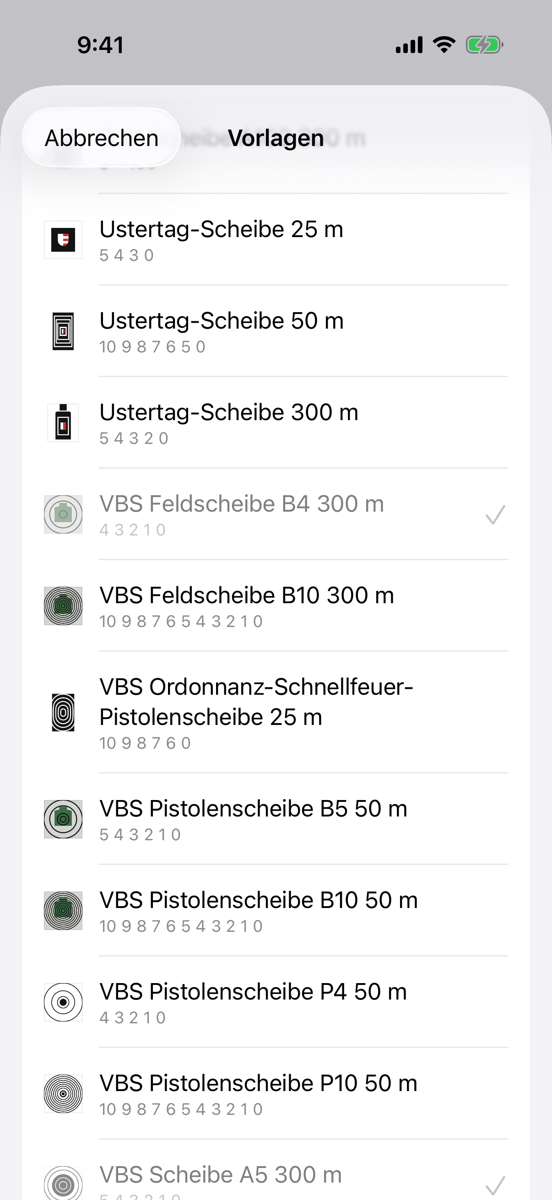 9:41
Abbrechen
Vorlagen
Ustertag-Scheibe 25 m
5 4 3 0
Ustertag-Scheibe 50 m
10 9 8 7 6 5 0
Ustertag-Scheibe 300 m
5 4 3 2 0
VBS Feldscheibe B4 300 m
4 3 2 1 0
VBS Feldscheibe B10 300 m
10 9 8 7 6 5 4 3 2 1 0
VBS Ordonnanz-Schnellfeuer-
Pistolenscheibe 25 m
10 9 8 7 6 0
VBS Pistolenscheibe B5 50 m
5 4 3 2 1 0
VBS Pistolenscheibe B10 50 m
10 9 8 7 6 5 4 3 2 1 0
VBS Pistolenscheibe P4 50 m
4 3 2 1 0
VBS Pistolenscheibe P10 50 m
10 9 8 7 6 5 4 3 2 1 0
VBS Scheibe A5 300 m
5 4 3 2 1 0